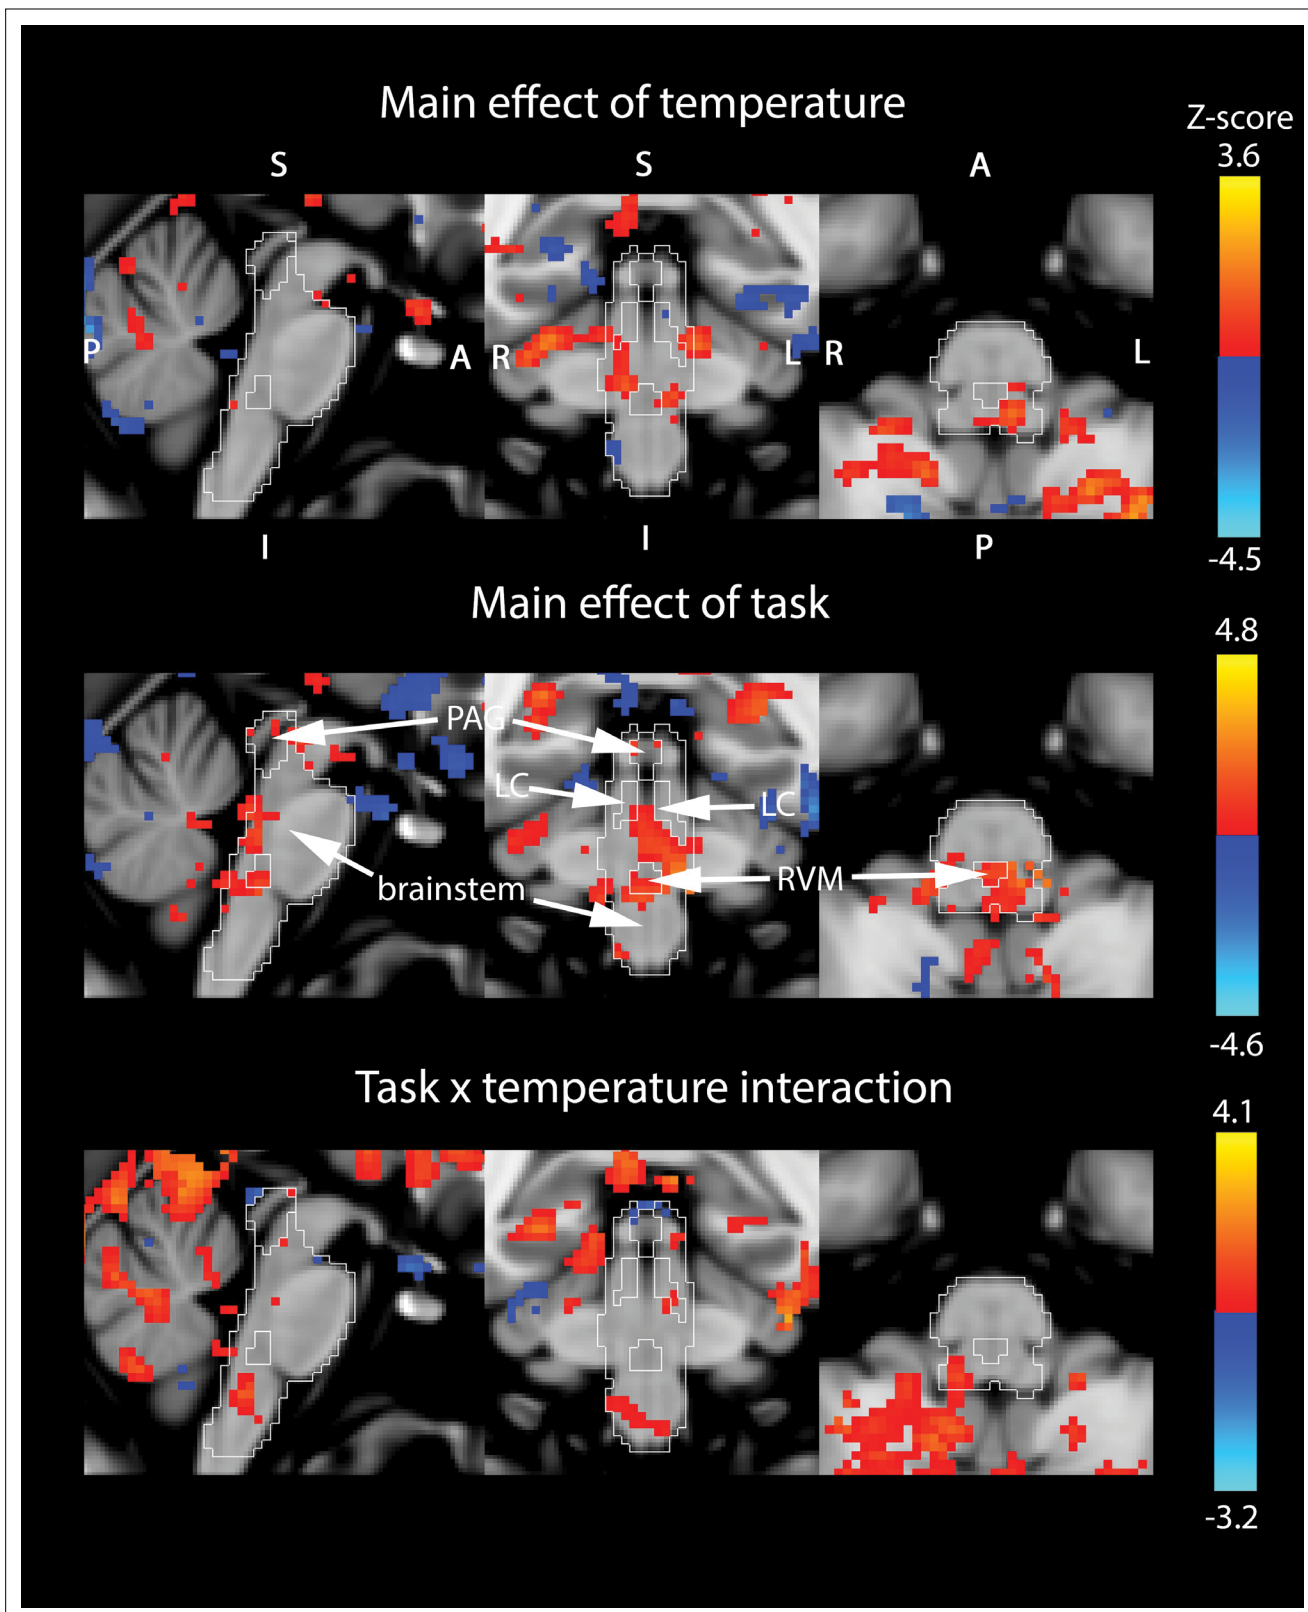 Main effect of temperature
Z-score
3.6
S
S
A
P
A
R
L
R
L
I
I
P
-4.5
Main effect of task
4.8
PAG
LC
LC
brainstem
RVM
-4.6
Task x temperature interaction
4.1
-3.2